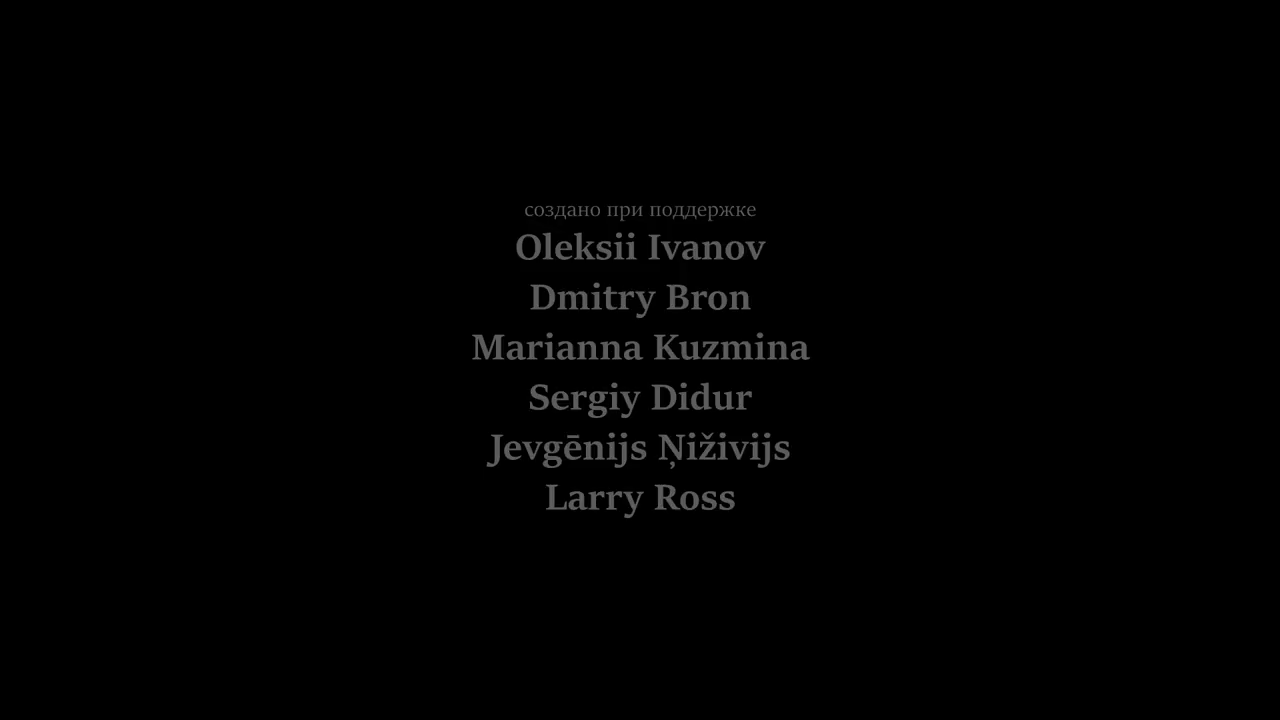 создано при поддержке
Oleksii Ivanov
Dmitry Bron
Marianna Kuzmina
Sergiy Didur
Jevgēnijs Ņiživijs
Larry Ross